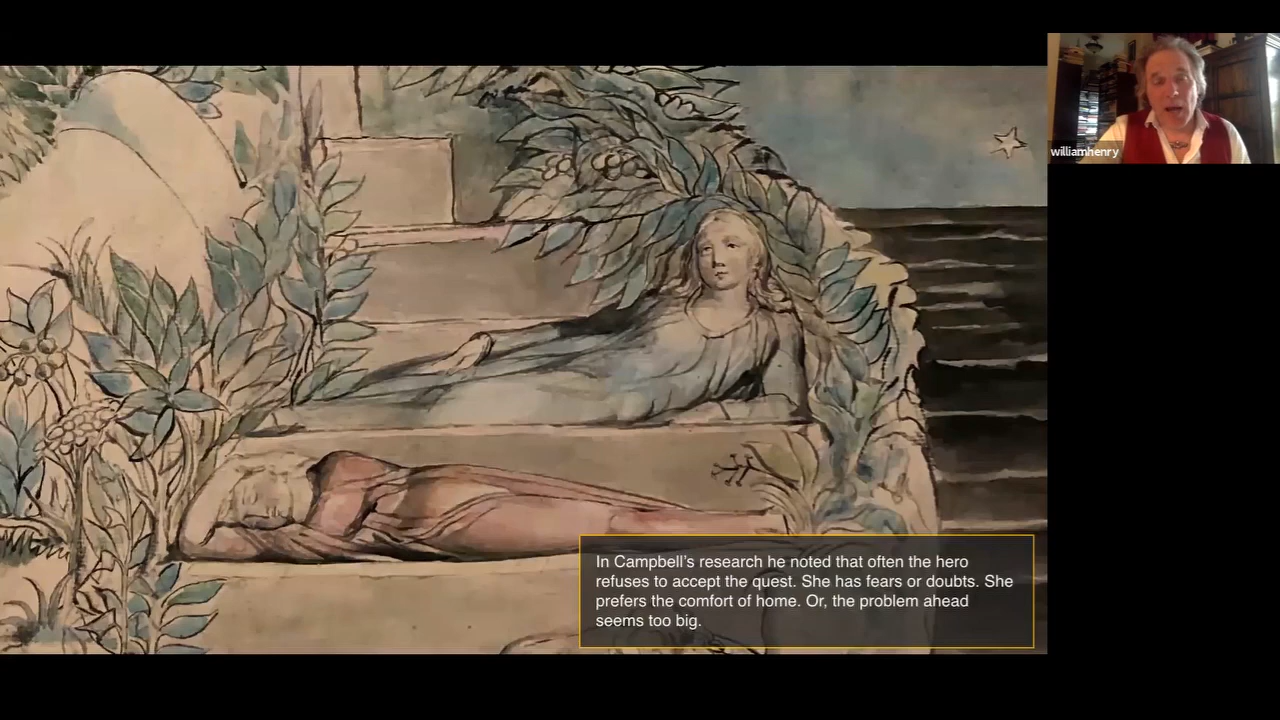 williamhenry
In Campbell’s research he noted that often the hero
refuses to accept the quest. She has fears or doubts. She
prefers the comfort of home. Or, the problem ahead
seems too big.